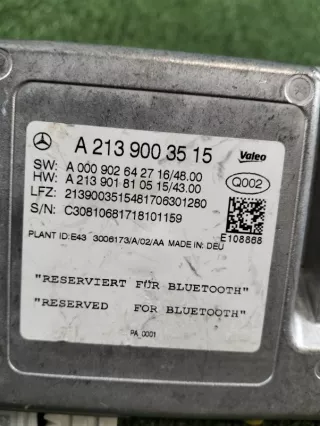 A 213 900 35 15 Valeo
SW: A 000 902 64 27 16/48.00
HW: A 213 901 81 05 15/43.00
Q002
LFZ: 2139003515481706301280
S/N: C30810681718101159
E108868
PLANT ID:E43 3006173/A/02/AA MADE IN: DEU
"RESERVIERT FÜR BLUETOOTH"
"RESERVED FOR BLUETOOTH"
PA_0001